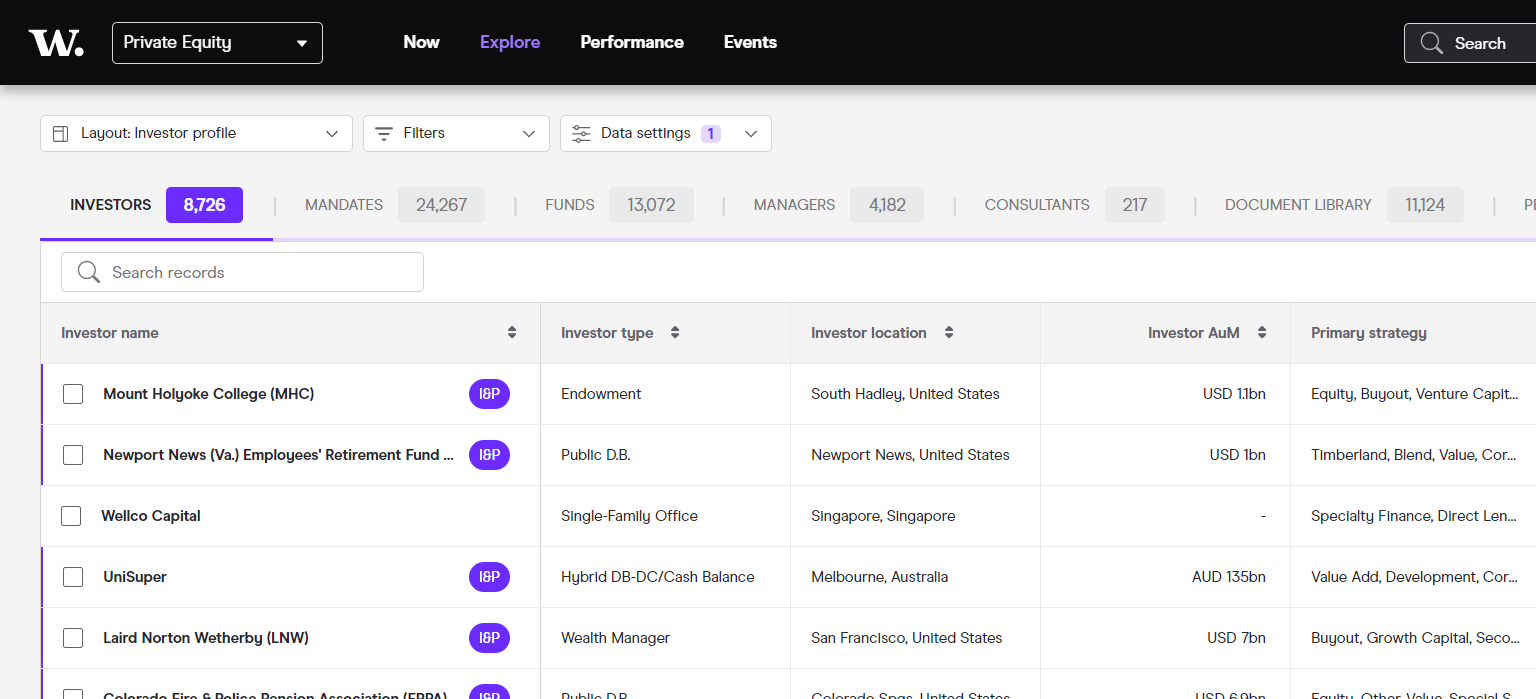 W. Private Equity Now Explore Performance Events Search
Layout: Investor profile Filters Data settings 1
INVESTORS 8,726 | MANDATES 24,267 | FUNDS 13,072 | MANAGERS 4,182 | CONSULTANTS 217 | DOCUMENT LIBRARY 11,124 | PE
Search records
Investor name Investor type Investor location Investor AuM Primary strategy
Mount Holyoke College (MHC) I&P Endowment South Hadley, United States USD 1.1bn Equity, Buyout, Venture Capit...
Newport News (Va.) Employees' Retirement Fund ... I&P Public D.B. Newport News, United States USD 1bn Timberland, Blend, Value, Cor...
Wellco Capital Single-Family Office Singapore, Singapore - Specialty Finance, Direct Len...
UniSuper I&P Hybrid DB-DC/Cash Balance Melbourne, Australia AUD 135bn Value Add, Development, Cor...
Laird Norton Wetherby (LNW) I&P Wealth Manager San Francisco, United States USD 7bn Buyout, Growth Capital, Seco...
Colorado Fire & Police Pension Association (FPPA) I&P Public D.B. Colorado Spgs, United States USD 6.9bn Equity, Other, Value, Special S...